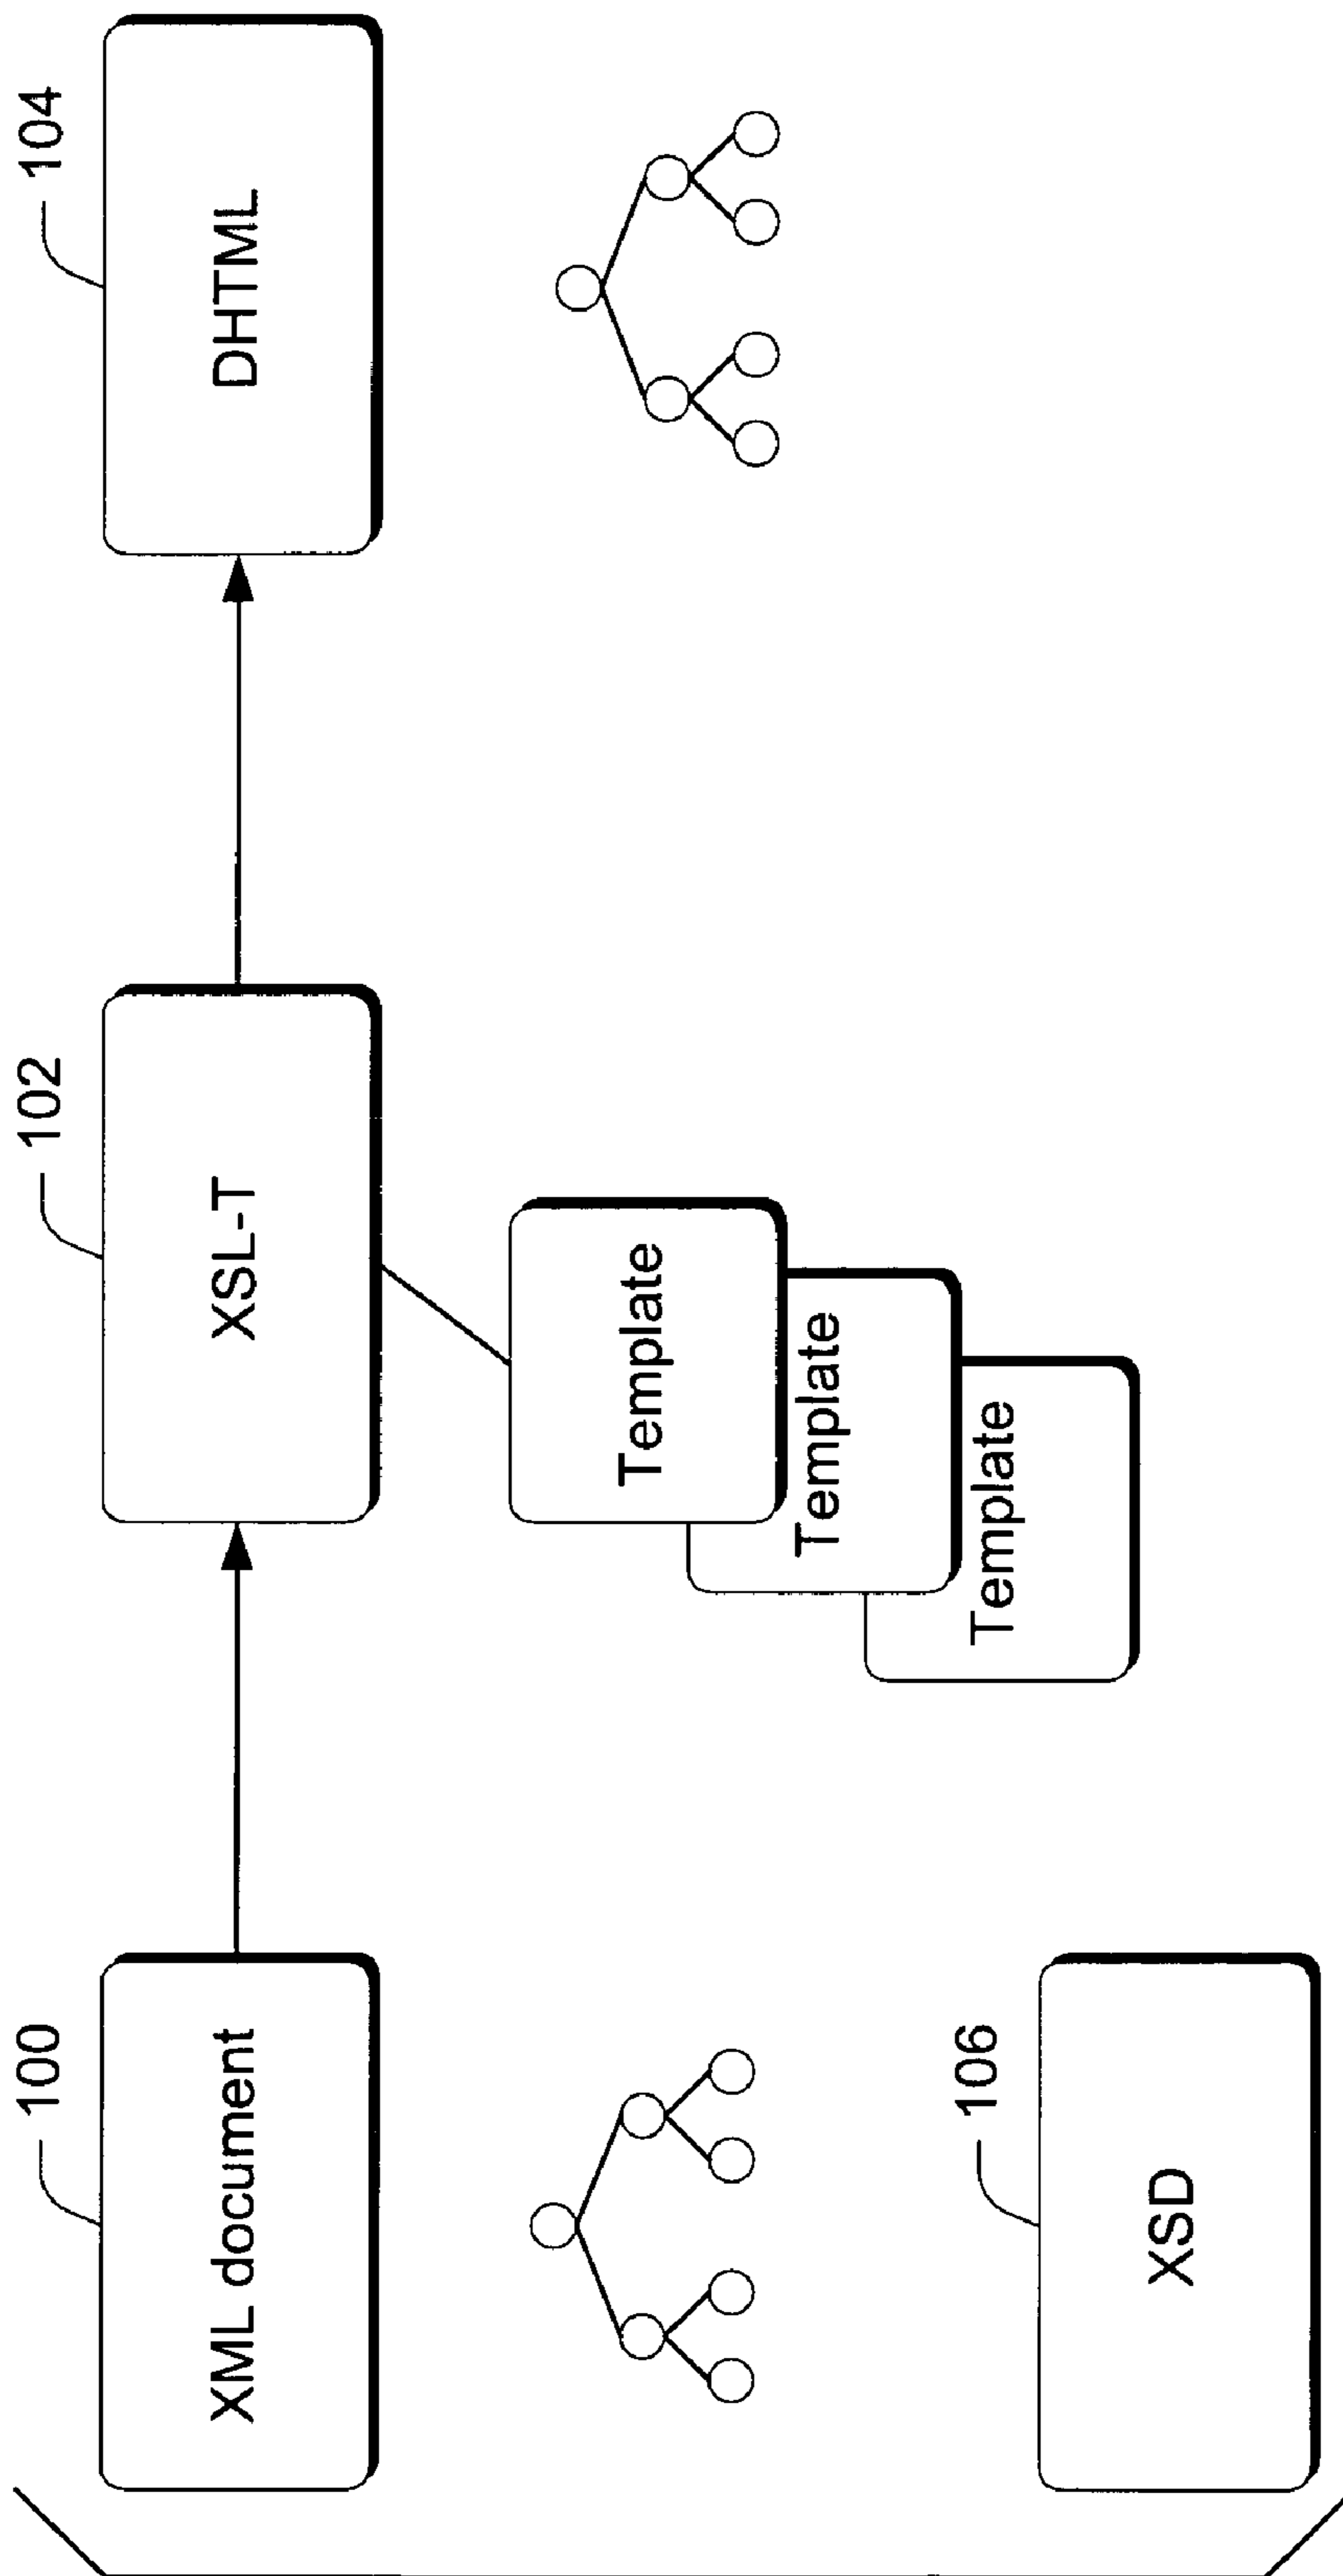 100
XML document
102
XSL-T
104
DHTML
Template
Template
Template
106
XSD